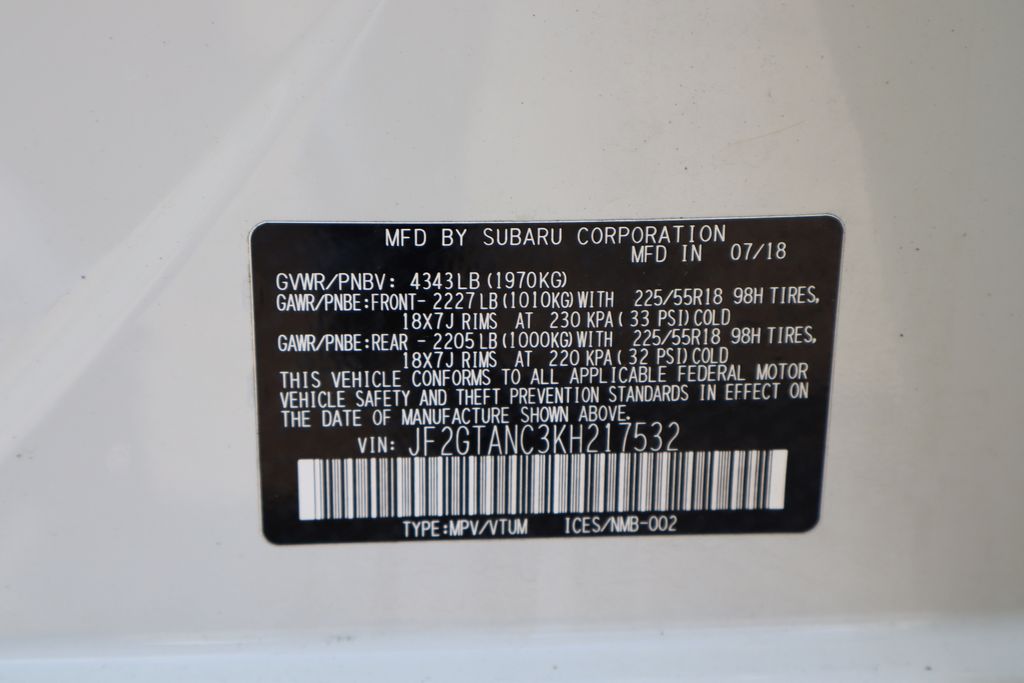 MFD BY SUBARU CORPORATION
MFD IN 07/18
GVWR/PNBV: 4343LB (1970KG)
GAWR/PNBE:FRONT- 2227 LB (1010KG) WITH 225/55R18 98H TIRES,
18X7J RIMS AT 230 KPA ( 33 PSI) COLD
GAWR/PNBE:REAR - 2205 LB (1000KG) WITH 225/55R18 98H TIRES,
18X7J RIMS AT 220 KPA ( 32 PSI) COLD
THIS VEHICLE CONFORMS TO ALL APPLICABLE FEDERAL MOTOR
VEHICLE SAFETY AND THEFT PREVENTION STANDARDS IN EFFECT ON
THE DATE OF MANUFACTURE SHOWN ABOVE.
VIN: JF2GTANC3KH217532
TYPE:MPV/VTUM ICES/NMB-002